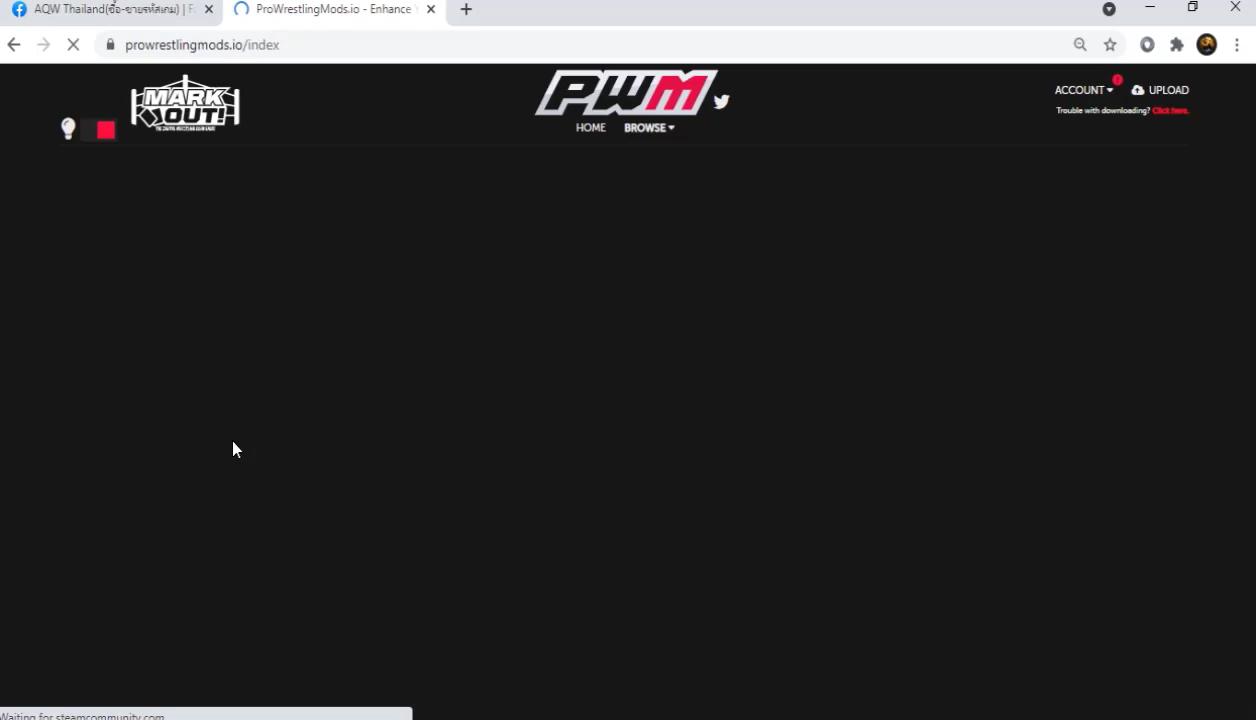 AQW Thailand(ซื้อ-ขายรหัสเกม) | F
ProWrestlingMods.io - Enhance
prowrestlingmods.io/index
MARK OUT!
PWM
ACCOUNT
UPLOAD
Trouble with downloading? Click here.
HOME
BROWSE
Waiting for steamcommunity.com